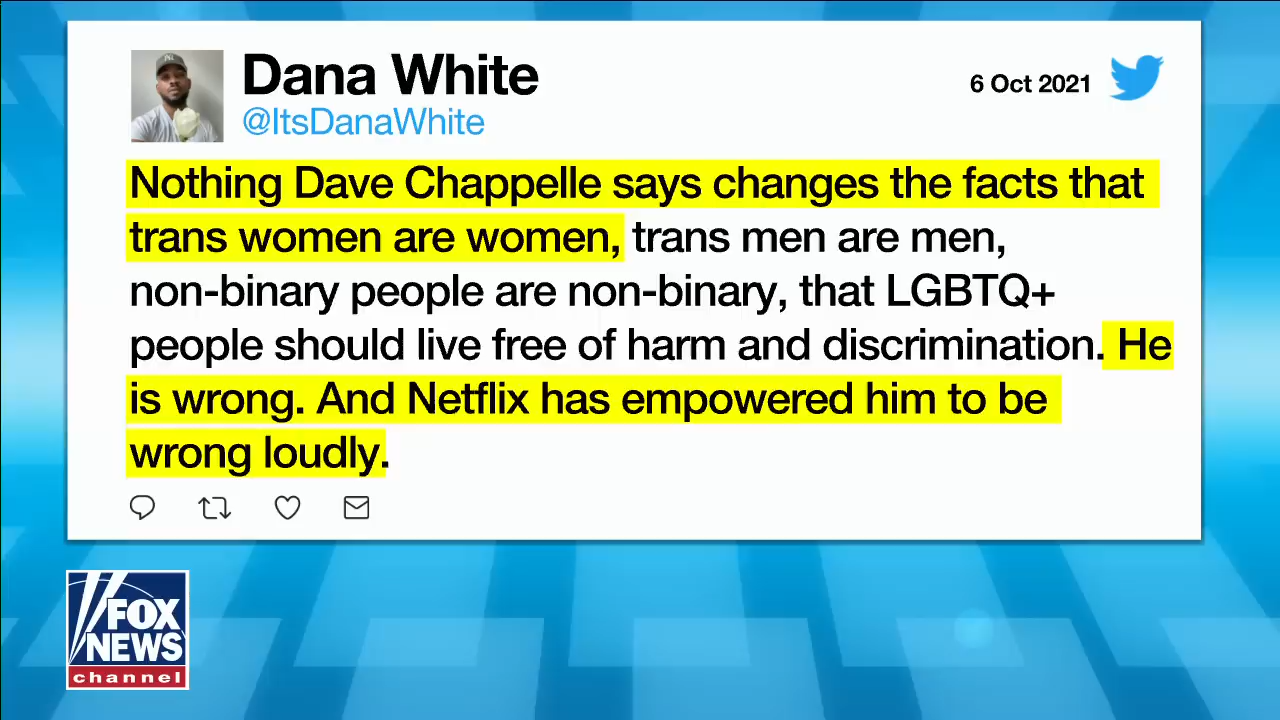 Dana White
@ItsDanaWhite
6 Oct 2021
Nothing Dave Chappelle says changes the facts that
trans women are women, trans men are men,
non-binary people are non-binary, that LGBTQ+
people should live free of harm and discrimination. He
is wrong. And Netflix has empowered him to be
wrong loudly.
FOX
NEWS
channel